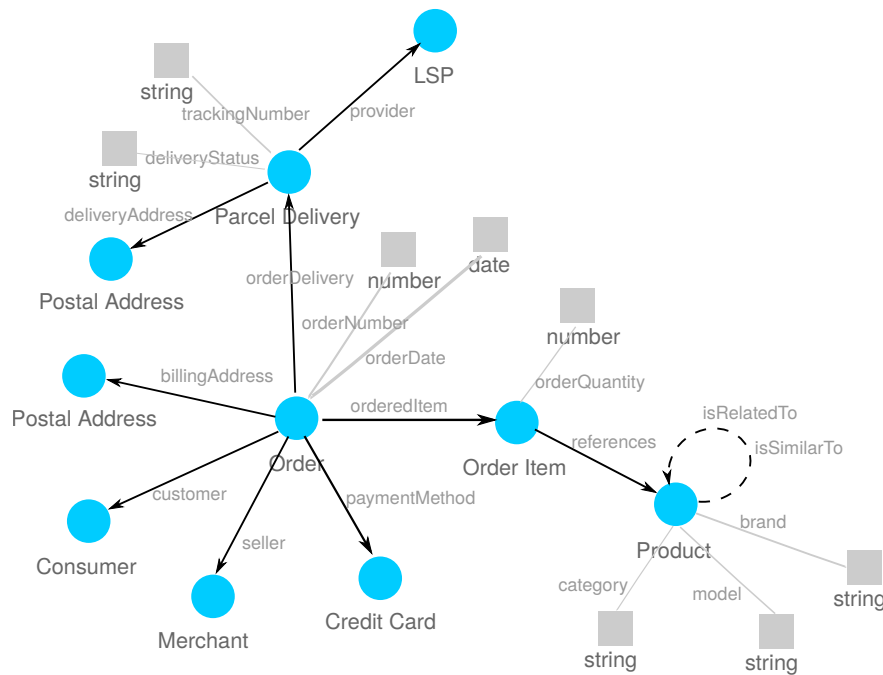 LSP
string
trackingNumber
provider
deliveryStatus
string
deliveryAddress
Parcel Delivery
Postal Address
orderDelivery
number
date
orderNumber
number
orderDate
billingAddress
orderQuantity
Postal Address
orderedItem
isRelatedTo
references
isSimilarTo
Order
Order Item
customer
paymentMethod
brand
seller
Product
Consumer
category
model
string
Credit Card
Merchant
string
string